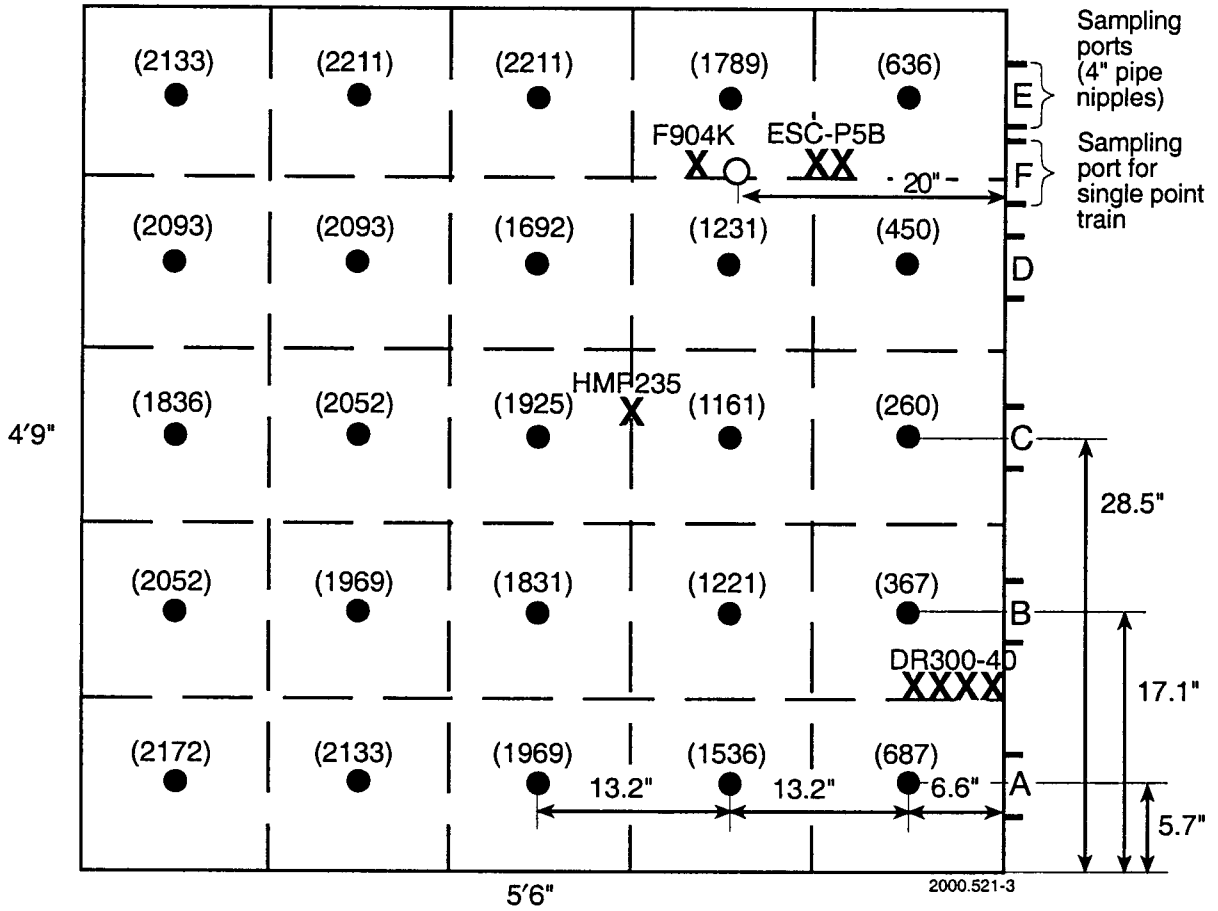 Sampling
ports
(4" pipe
nipples)
(2133) (2211) (2211) (1789) (636)
E
F904K ESC-P5B
X XX
F
Sampling
port for
single point
train
20"
(2093) (2093) (1692) (1231) (450)
D
HMP235
X
(1836) (2052) (1925) (1161) (260)
C
4'9"
28.5"
(2052) (1969) (1831) (1221) (367)
B
DR300-40
XXXX
17.1"
(2172) (2133) (1969) (1536) (687)
A
13.2" 13.2" 6.6"
5.7"
5'6"
2000.521-3